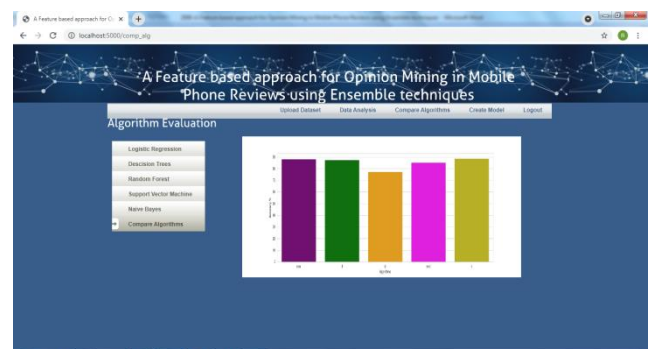 A Feature based approach for O
localhost:5000/comp_alg
A Feature based approach for Opinion Mining in Mobile
Phone Reviews using Ensemble techniques
Upload Dataset Data Analysis Compare Algorithms Create Model Logout
Algorithm Evaluation
Logistic Regression
Descision Trees
Random Forest
Support Vector Machine
Naive Bayes
Compare Algorithms